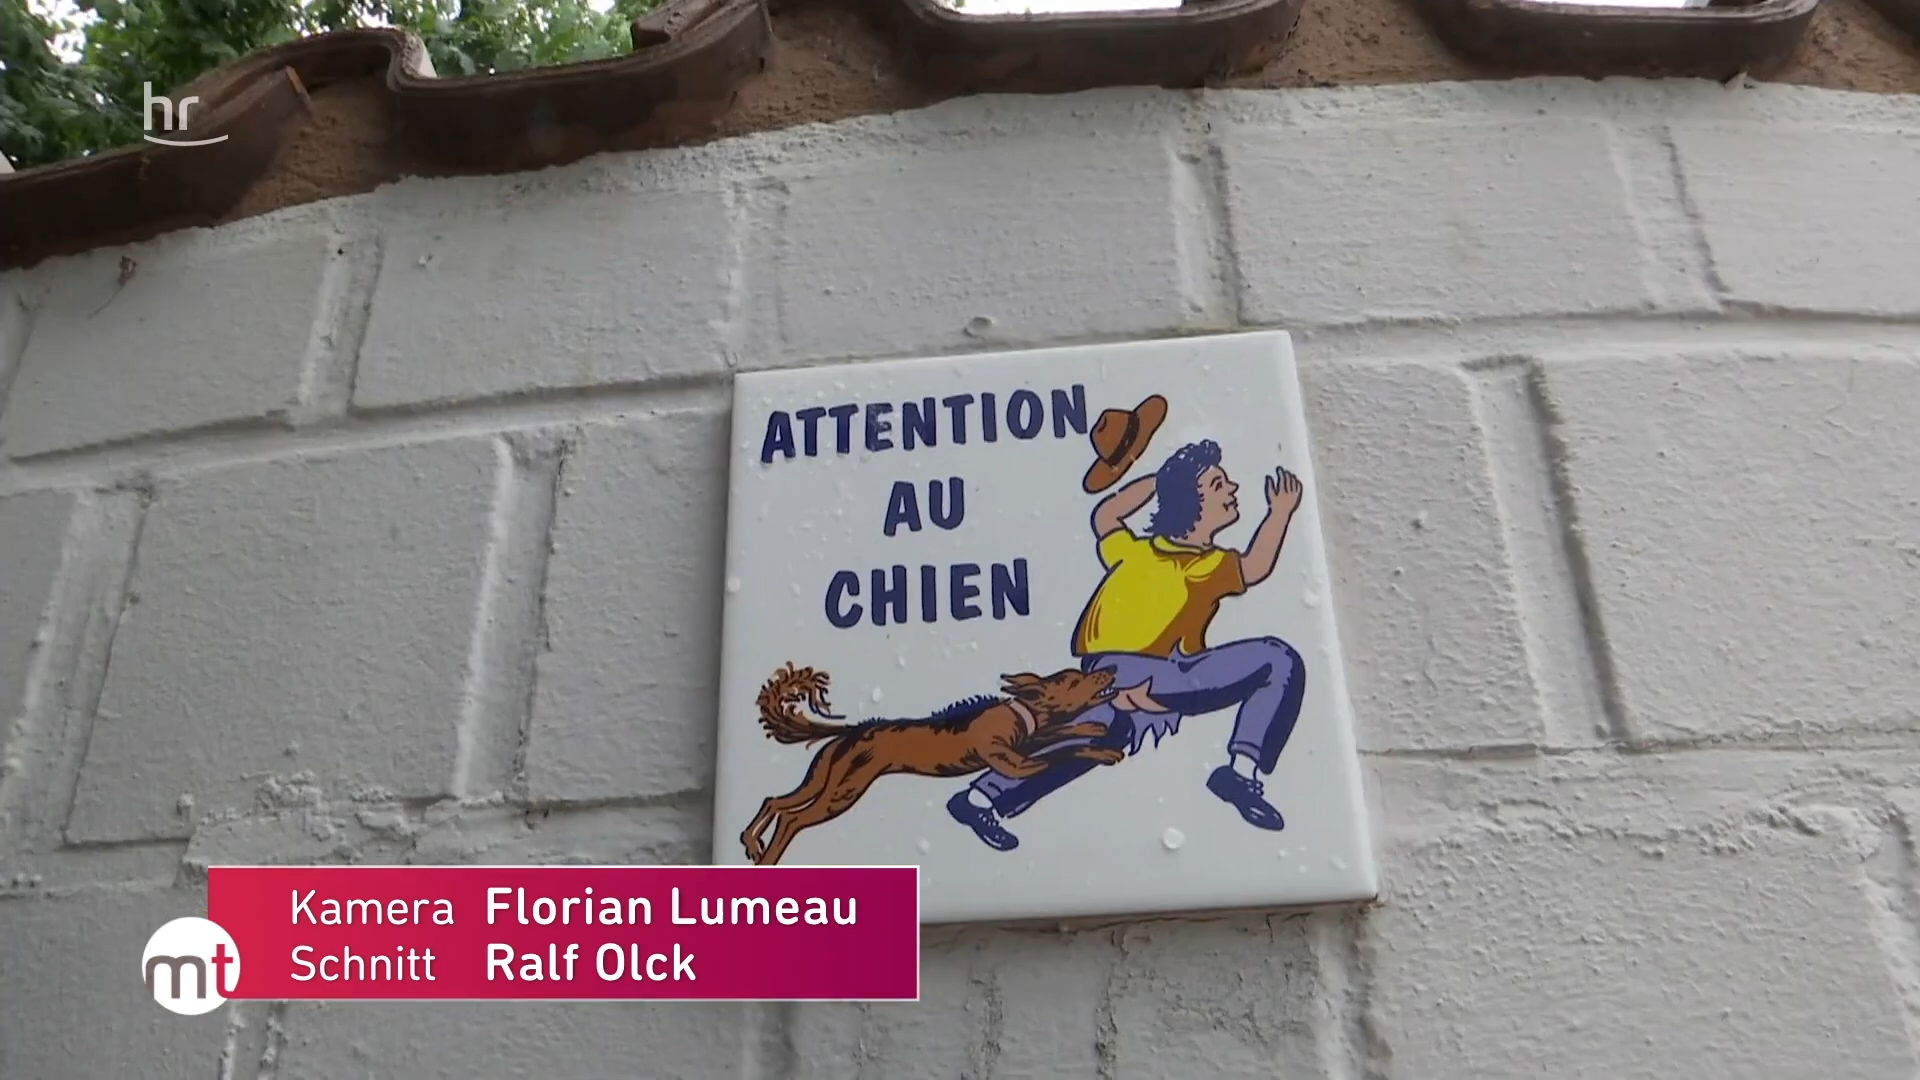 hr
ATTENTION
AU
CHIEN
Kamera Florian Lumeau
Schnitt Ralf Olck
mt